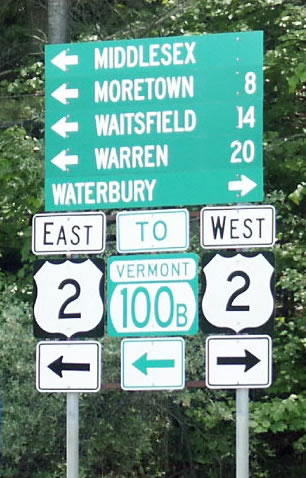 MIDDLESEX
MORETOWN 8
WAITSFIELD 14
WARREN 20
WATERBURY
EAST TO WEST
VERMONT
2 100B 2